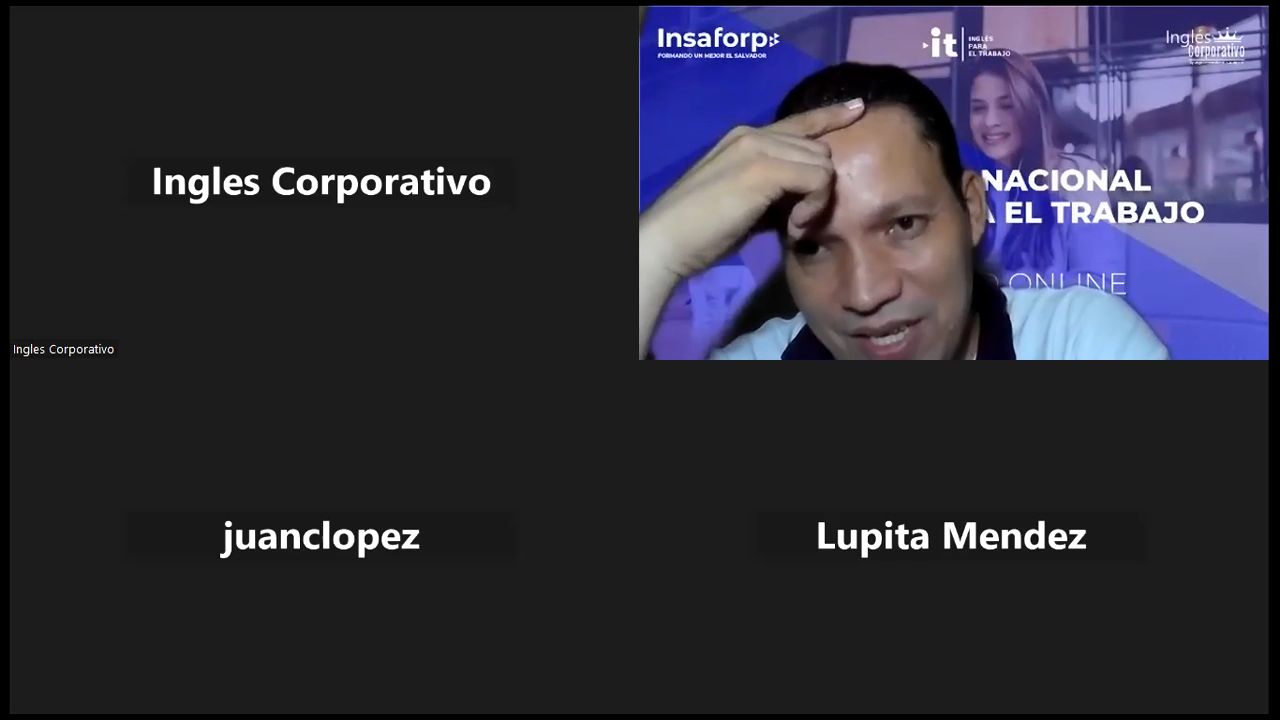 Ingles Corporativo
Ingles Corporativo
Insaforp
FORMANDO UN MEJOR EL SALVADOR
it
INGLÉS
PARA
EL TRABAJO
Inglés
Corporativo
NACIONAL
EL TRABAJO
ONLINE
juanclopez
Lupita Mendez